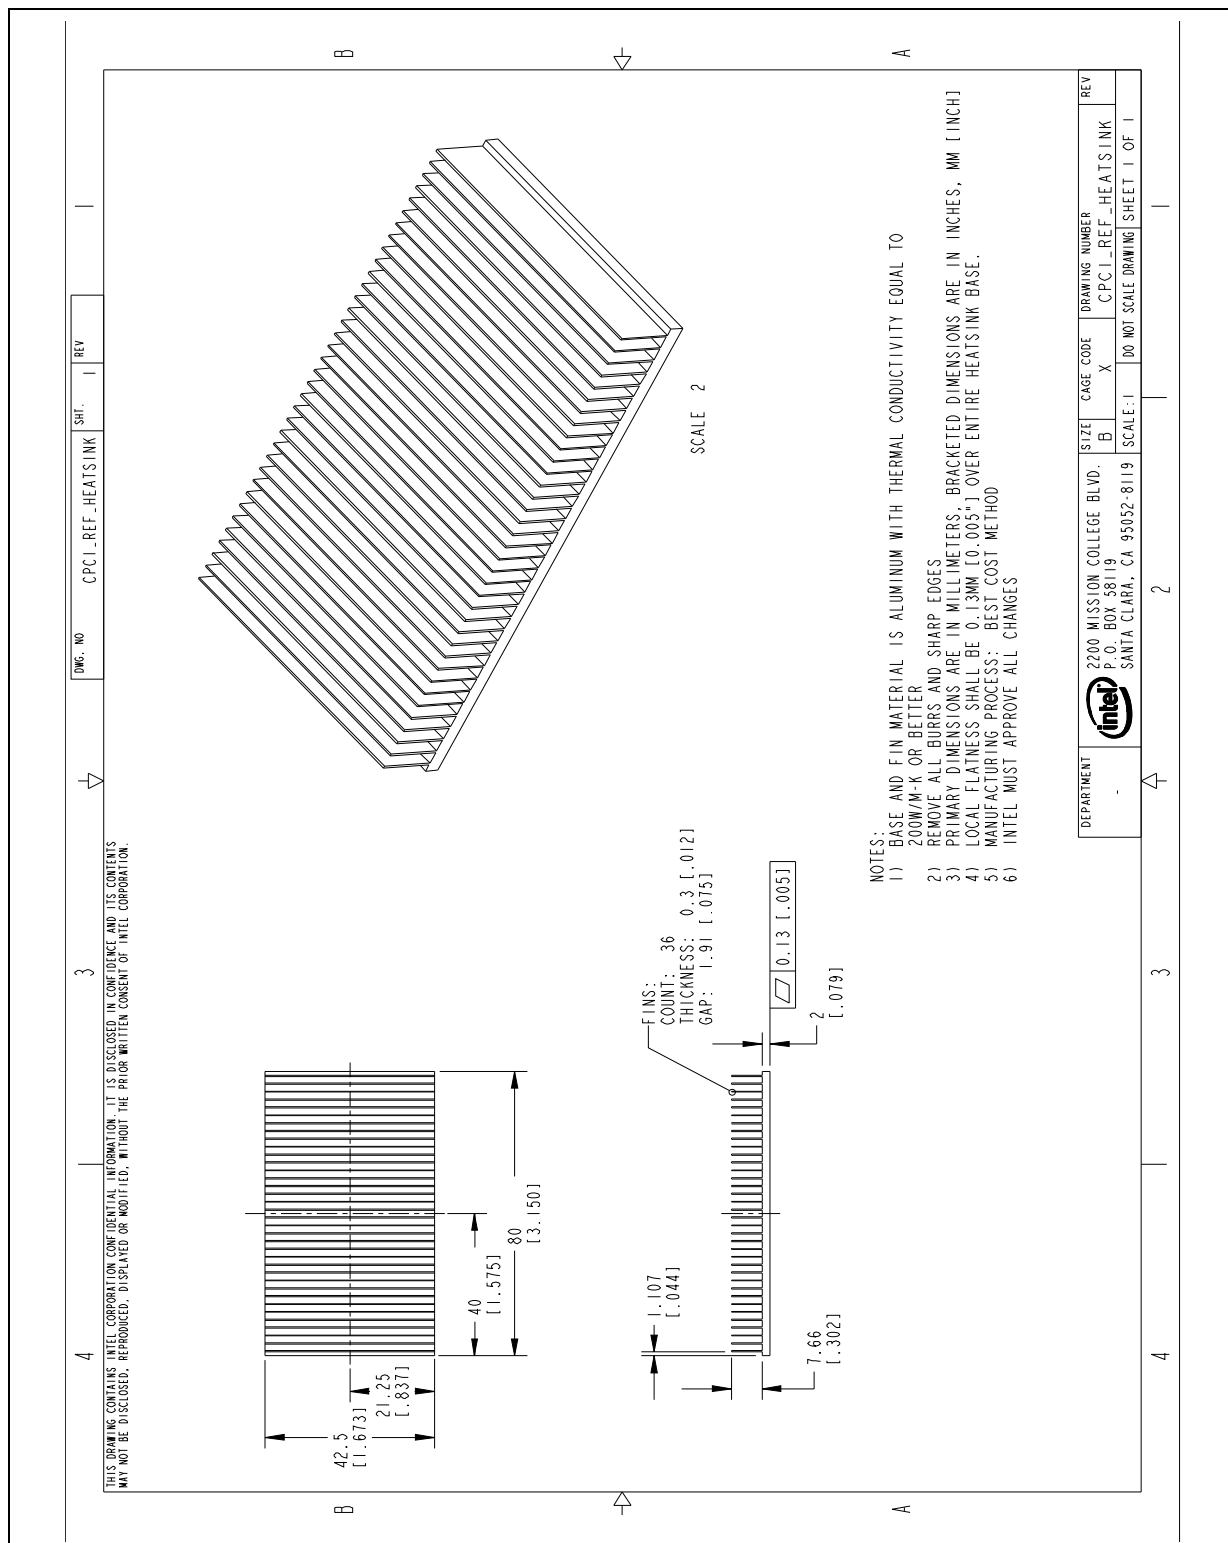 4
3
DWG. NO
CPCI_REF_HEATSINK
SHT.
1
REV
1
THIS DRAWING CONTAINS INTEL CORPORATION CONFIDENTIAL INFORMATION. IT IS DISCLOSED IN CONFIDENCE AND ITS CONTENTS
MAY NOT BE DISCLOSED, REPRODUCED, DISPLAYED OR MODIFIED, WITHOUT THE PRIOR WRITTEN CONSENT OF INTEL CORPORATION.
B
B
42.5
[1.673]
21.25
[.837]
40
[1.575]
80
[3.150]
SCALE 2
FINS:
COUNT: 36
THICKNESS: 0.3 [.012]
GAP: 1.91 [.075]
1.107
[.044]
7.66
[.302]
2
[.079]
0.13 [.005]
A
A
NOTES:
1) BASE AND FIN MATERIAL IS ALUMINUM WITH THERMAL CONDUCTIVITY EQUAL TO
200W/M-K OR BETTER
2) REMOVE ALL BURRS AND SHARP EDGES
3) PRIMARY DIMENSIONS ARE IN MILLIMETERS, BRACKETED DIMENSIONS ARE IN INCHES, MM [INCH]
4) LOCAL FLATNESS SHALL BE 0.13MM [0.005"] OVER ENTIRE HEATSINK BASE.
5) MANUFACTURING PROCESS: BEST COST METHOD
6) INTEL MUST APPROVE ALL CHANGES
DEPARTMENT
-
intel
2200 MISSION COLLEGE BLVD.
P.O. BOX 58119
SANTA CLARA, CA 95052-8119
SIZE
B
CAGE CODE
X
DRAWING NUMBER
CPCI_REF_HEATSINK
REV
SCALE:1
DO NOT SCALE DRAWING
SHEET 1 OF 1
4
3
2
1